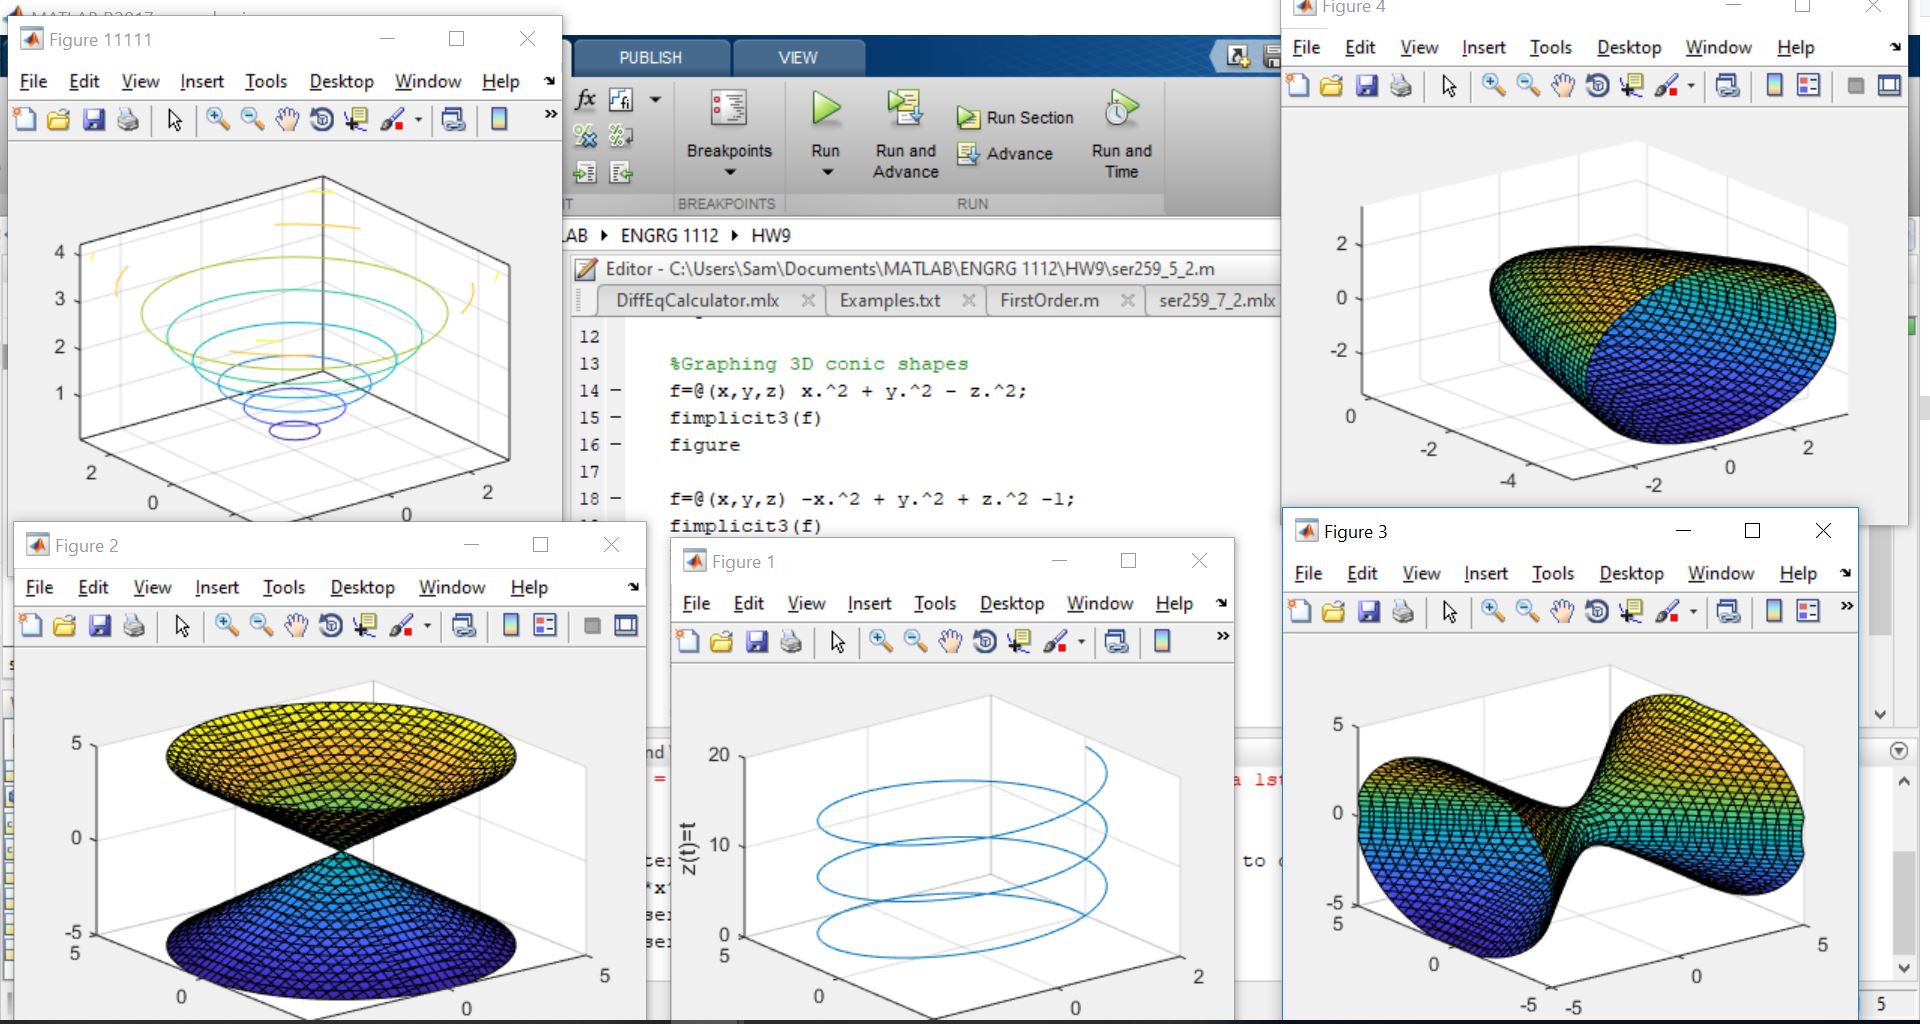 Figure 11111
File Edit View Insert Tools Desktop Window Help
4
3
2
1
2
0
0
2
PUBLISH VIEW
fx
Breakpoints
Run
Run and Advance
Run Section
Advance
Run and Time
BREAKPOINTS
RUN
ENGRG 1112 HW9
Editor - C:\Users\Sam\Documents\MATLAB\ENGRG 1112\HW9\ser259_5_2.m
DiffEqCalculator.mlx Examples.txt FirstOrder.m ser259_7_2.mlx
12
13 %Graphing 3D conic shapes
14 f=@(x,y,z) x.^2 + y.^2 - z.^2;
15 fimplicit3(f)
16 figure
17
18 f=@(x,y,z) -x.^2 + y.^2 + z.^2 -1;
fimplicit3(f)
Figure 4
File Edit View Insert Tools Desktop Window Help
2
0
-2
0
-2
-4
-2
0
2
Figure 2
File Edit View Insert Tools Desktop Window Help
5
0
-5
5
0
0
5
Figure 1
File Edit View Insert Tools Desktop Window Help
z(t)=t
20
10
0
5
0
0
2
to
Figure 3
File Edit View Insert Tools Desktop Window Help
5
0
-5
5
0
-5
-5
0
5
5